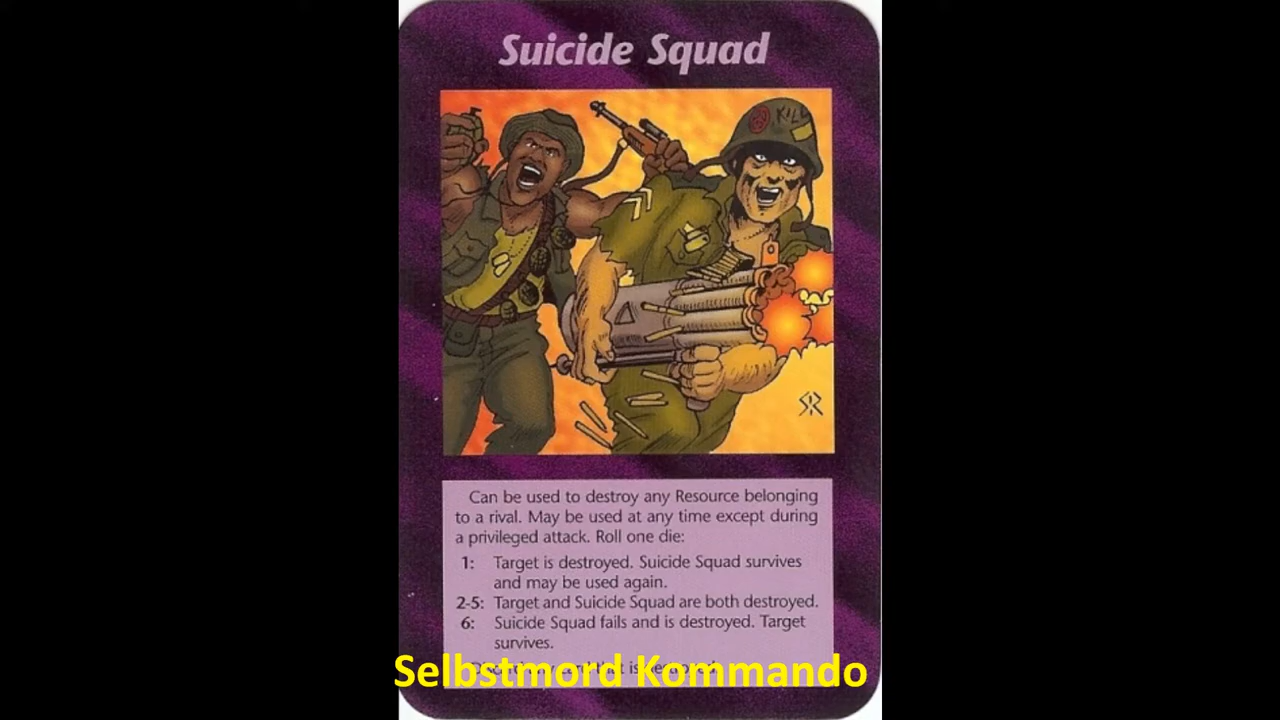 Suicide Squad
KILL
Can be used to destroy any Resource belonging
to a rival. May be used at any time except during
a privileged attack. Roll one die:
1: Target is destroyed. Suicide Squad survives
and may be used again.
2-5: Target and Suicide Squad are both destroyed.
6: Suicide Squad fails and is destroyed. Target
survives.
Selbstmord Kommando